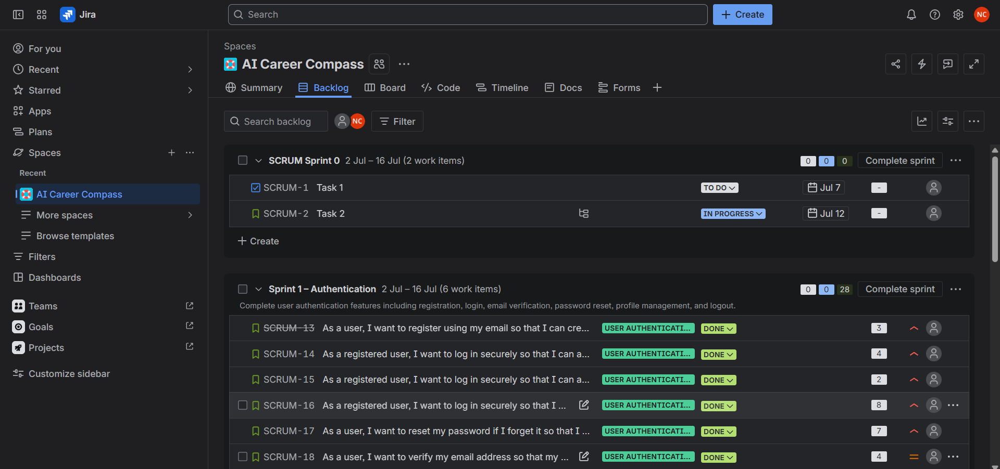 Jira
Search
Create
NC
For you
Recent
Starred
Apps
Plans
Spaces
Recent
AI Career Compass
More spaces
Browse templates
Filters
Dashboards
Teams
Goals
Projects
Customize sidebar
Spaces
AI Career Compass
Summary
Backlog
Board
Code
Timeline
Docs
Forms
Search backlog
NC
Filter
SCRUM Sprint 0 2 Jul – 16 Jul (2 work items) 0 0 0 Complete sprint
SCRUM-1 Task 1 TO DO Jul 7 -
SCRUM-2 Task 2 IN PROGRESS Jul 12 -
Create
Sprint 1 – Authentication 2 Jul – 16 Jul (6 work items) 0 0 28 Complete sprint
Complete user authentication features including registration, login, email verification, password reset, profile management, and logout.
SCRUM-13 As a user, I want to register using my email so that I can cre... USER AUTHENTICATI... DONE 3
SCRUM-14 As a registered user, I want to log in securely so that I can a... USER AUTHENTICATI... DONE 4
SCRUM-15 As a registered user, I want to log in securely so that I can a... USER AUTHENTICATI... DONE 2
SCRUM-16 As a registered user, I want to log in securely so that I ... USER AUTHENTICATI... DONE 8
SCRUM-17 As a user, I want to reset my password if I forget it so that I ... USER AUTHENTICATI... DONE 7
SCRUM-18 As a user, I want to verify my email address so that my ... USER AUTHENTICATI... DONE 4